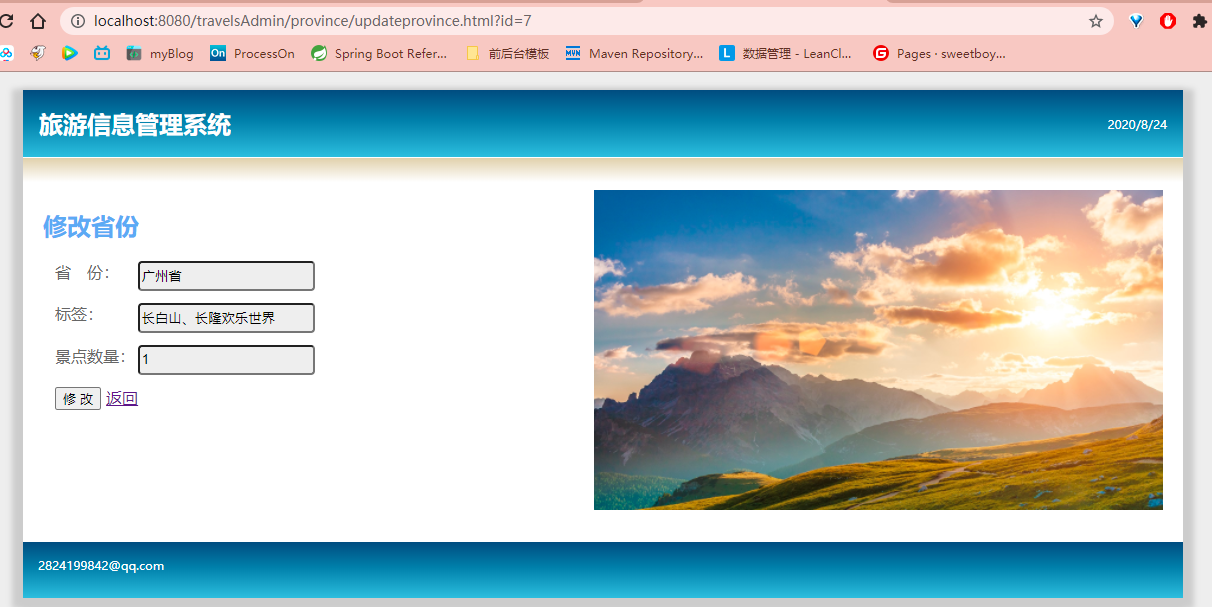 localhost:8080/travelsAdmin/province/updateprovince.html?id=7
myBlog On ProcessOn Spring Boot Refer... 前后台模板 MVN Maven Repository... L 数据管理 - LeanCl... G Pages · sweetboy...
旅游信息管理系统 2020/8/24
修改省份
省 份： 广州省
标签： 长白山、长隆欢乐世界
景点数量： 1
修 改 返回
2824199842@qq.com